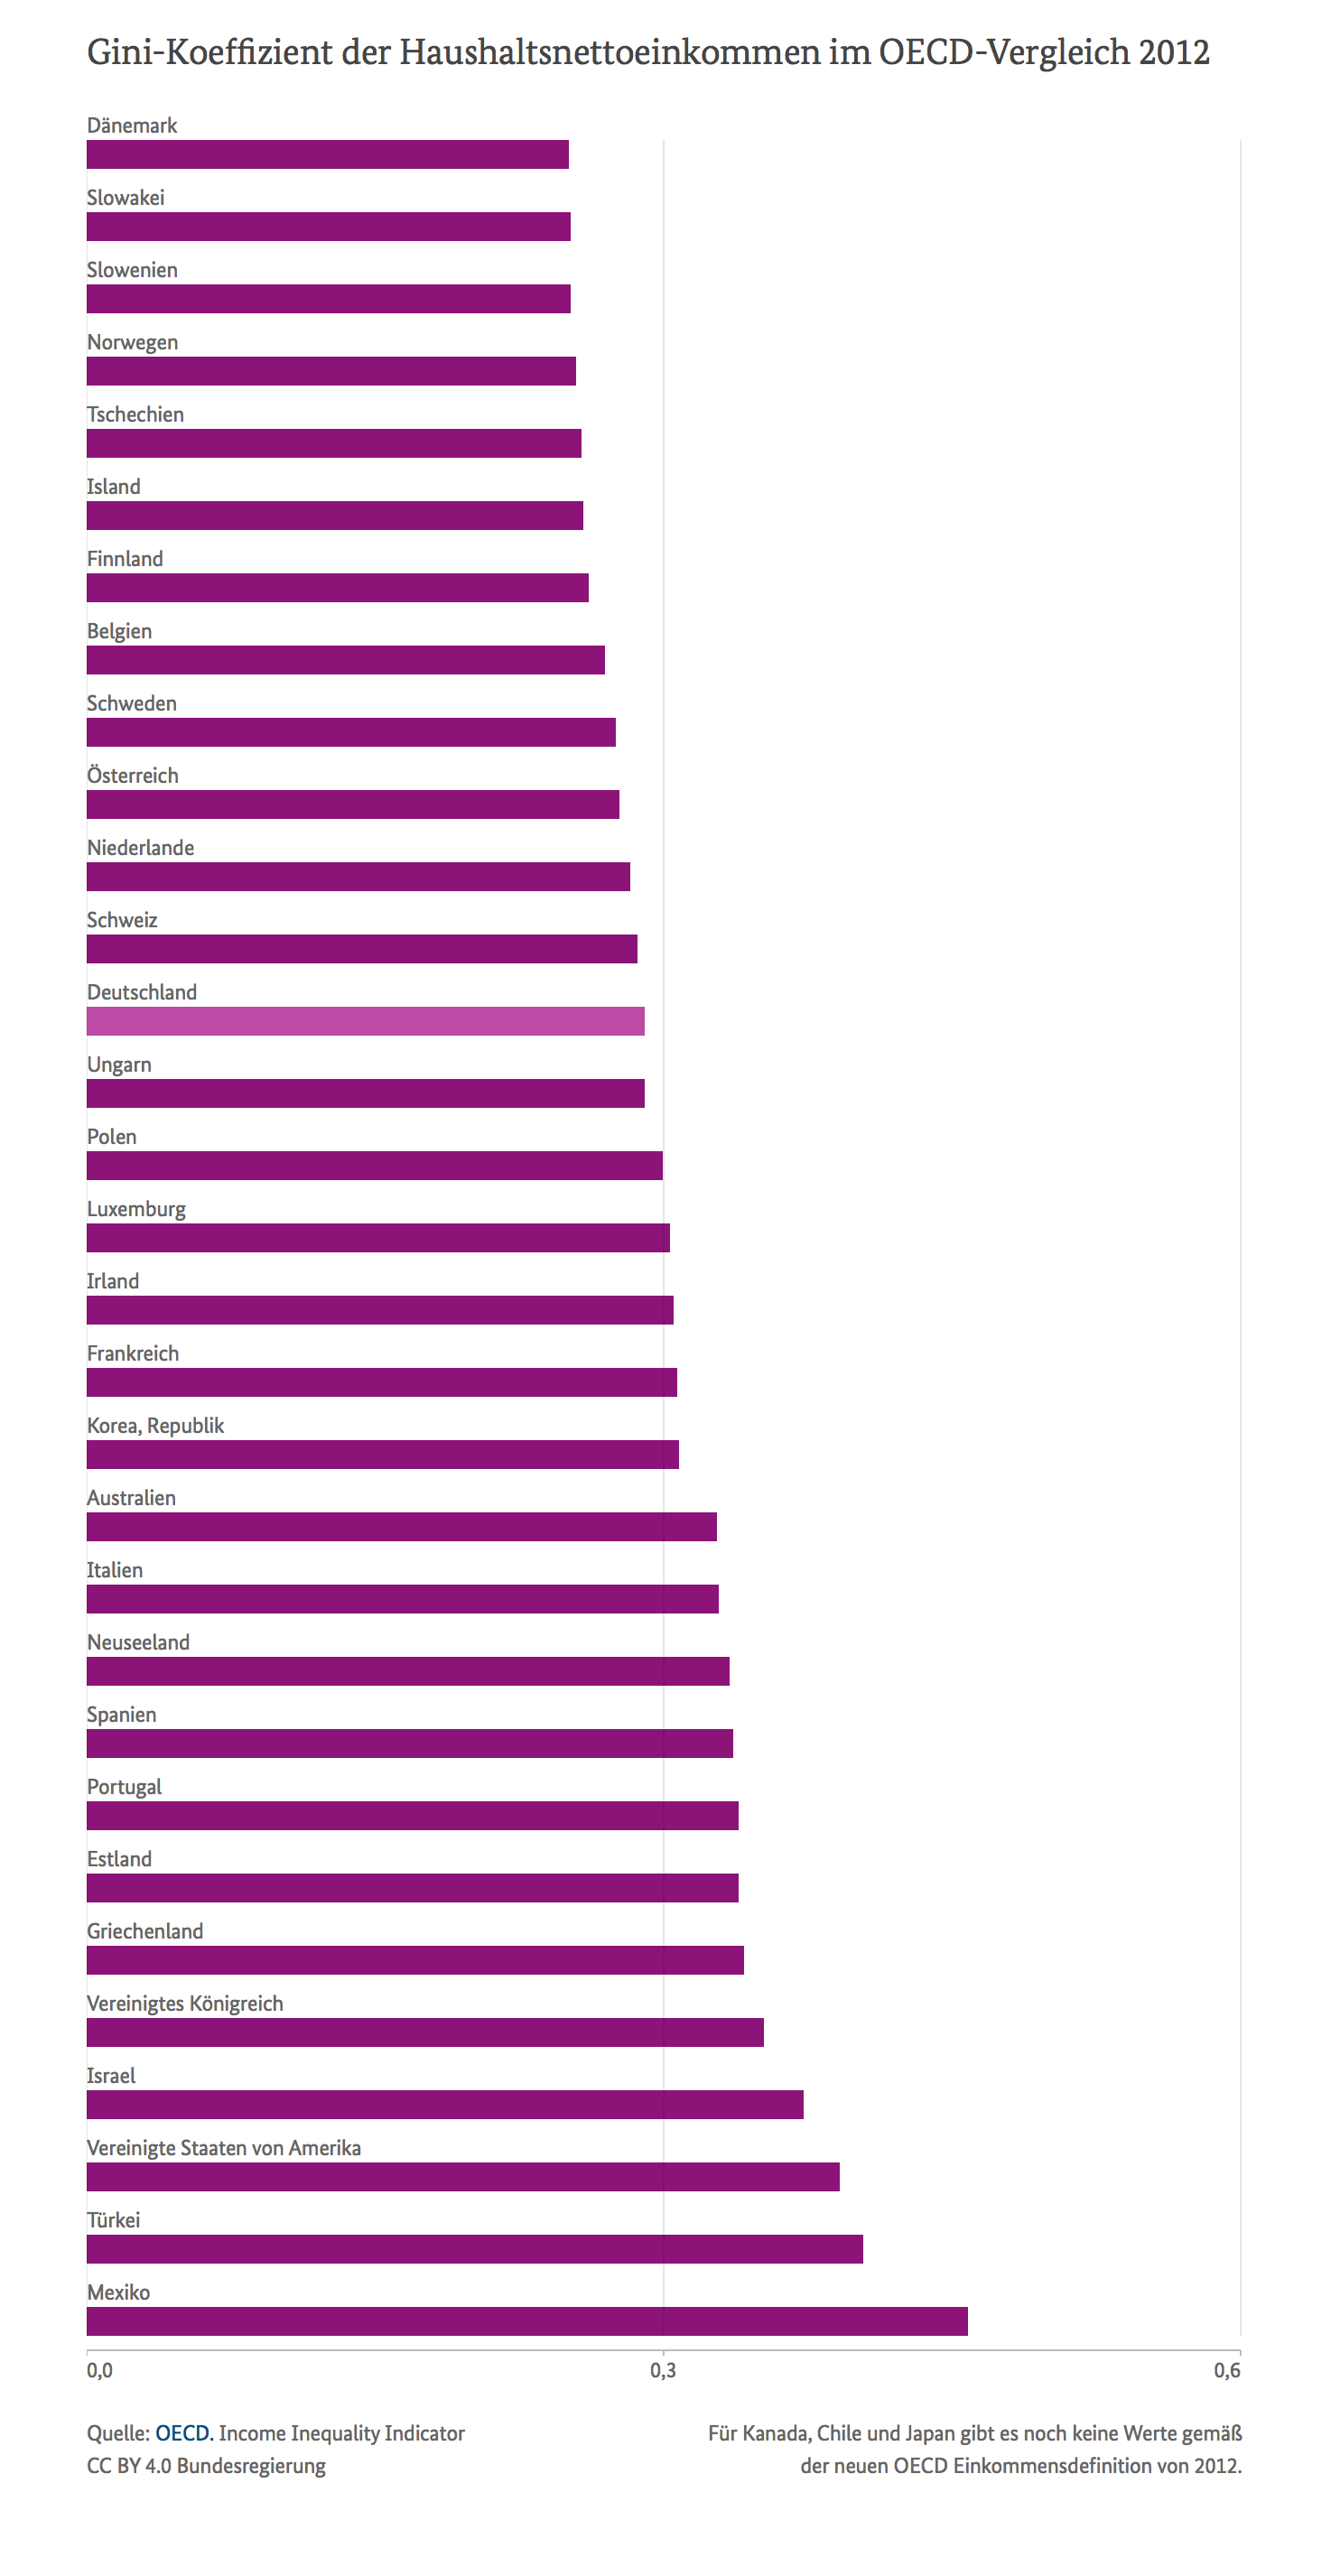 Gini-Koeffizient der Haushaltsnettoeinkommen im OECD-Vergleich 2012
Dänemark
Slowakei
Slowenien
Norwegen
Tschechien
Island
Finnland
Belgien
Schweden
Österreich
Niederlande
Schweiz
Deutschland
Ungarn
Polen
Luxemburg
Irland
Frankreich
Korea, Republik
Australien
Italien
Neuseeland
Spanien
Portugal
Estland
Griechenland
Vereinigtes Königreich
Israel
Vereinigte Staaten von Amerika
Türkei
Mexiko
0,0 0,3 0,6
Quelle: OECD. Income Inequality Indicator
CC BY 4.0 Bundesregierung
Für Kanada, Chile und Japan gibt es noch keine Werte gemäß
der neuen OECD Einkommensdefinition von 2012.